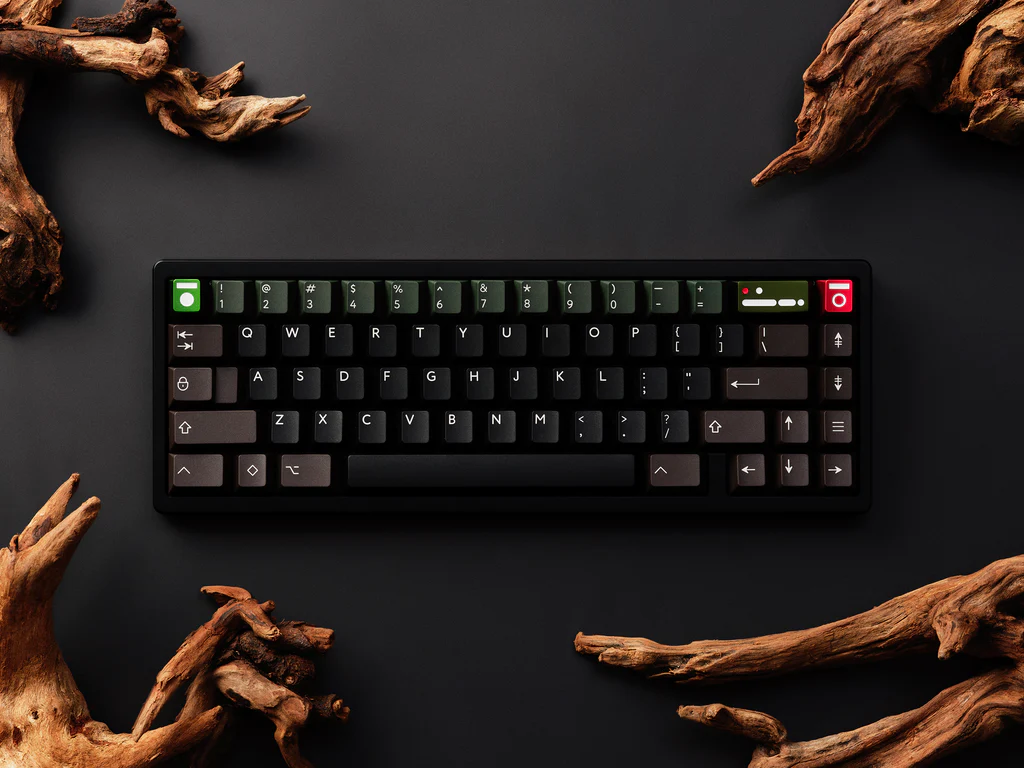 ! @ # $ % ^ & * ( ) — +
1 2 3 4 5 6 7 8 9 0 - =
Q W E R T Y U I O P { } |
[ ] \
A S D F G H J K L : "
; '
Z X C V B N M < > ?
, . /